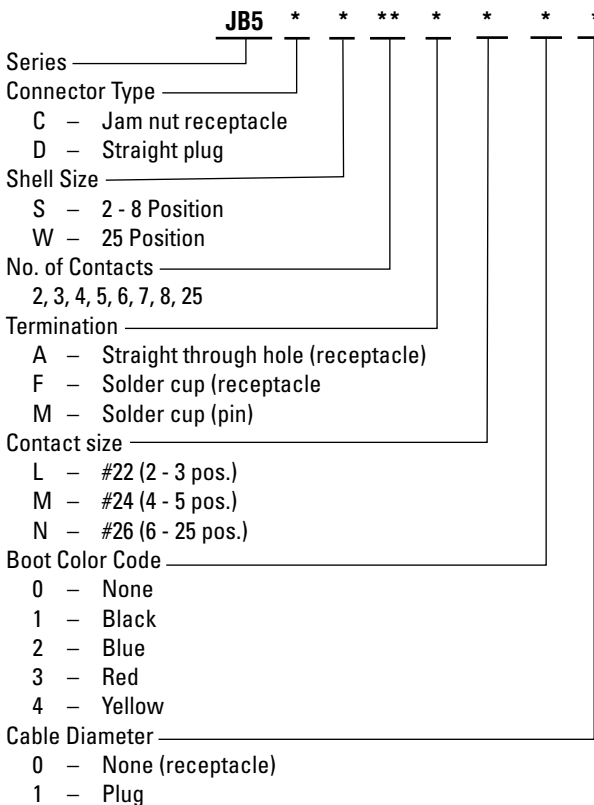 JB5 * * ** * * * *
Series
Connector Type
C – Jam nut receptacle
D – Straight plug
Shell Size
S – 2 - 8 Position
W – 25 Position
No. of Contacts
2, 3, 4, 5, 6, 7, 8, 25
Termination
A – Straight through hole (receptacle)
F – Solder cup (receptacle
M – Solder cup (pin)
Contact size
L – #22 (2 - 3 pos.)
M – #24 (4 - 5 pos.)
N – #26 (6 - 25 pos.)
Boot Color Code
0 – None
1 – Black
2 – Blue
3 – Red
4 – Yellow
Cable Diameter
0 – None (receptacle)
1 – Plug